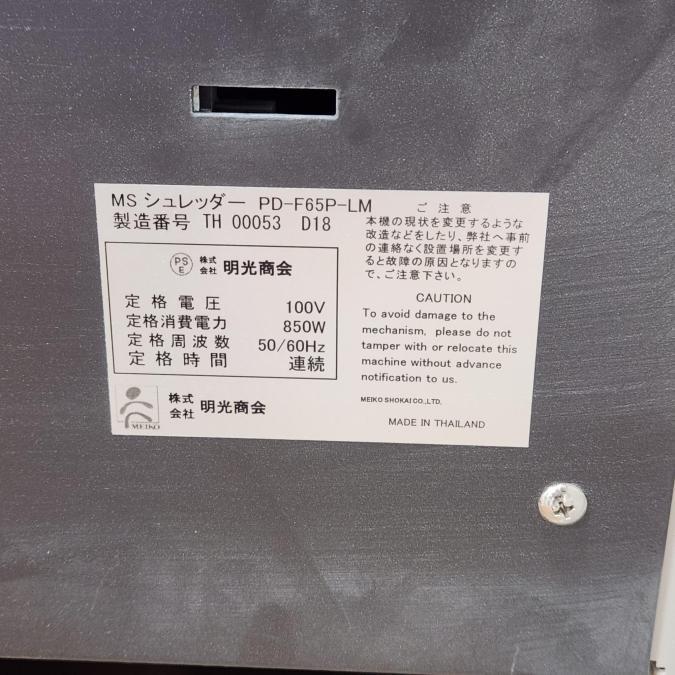 MS シュレッダー PD-F65P-LM
製造番号 TH 00053 D18
PS
E
株式
会社 明光商会
定格電圧 100V
定格消費電力 850W
定格周波数 50/60Hz
定格時間 連続
MEIKO
株式
会社 明光商会
ご注意
本機の現状を変更するような
改造などをしたり、弊社へ事前
の連絡なく設置場所を変更す
ると故障の原因となりますの
で、ご注意下さい。
CAUTION
To avoid damage to the
mechanism, please do not
tamper with or relocate this
machine without advance
notification to us.
MEIKO SHOKAI CO.,LTD.
MADE IN THAILAND